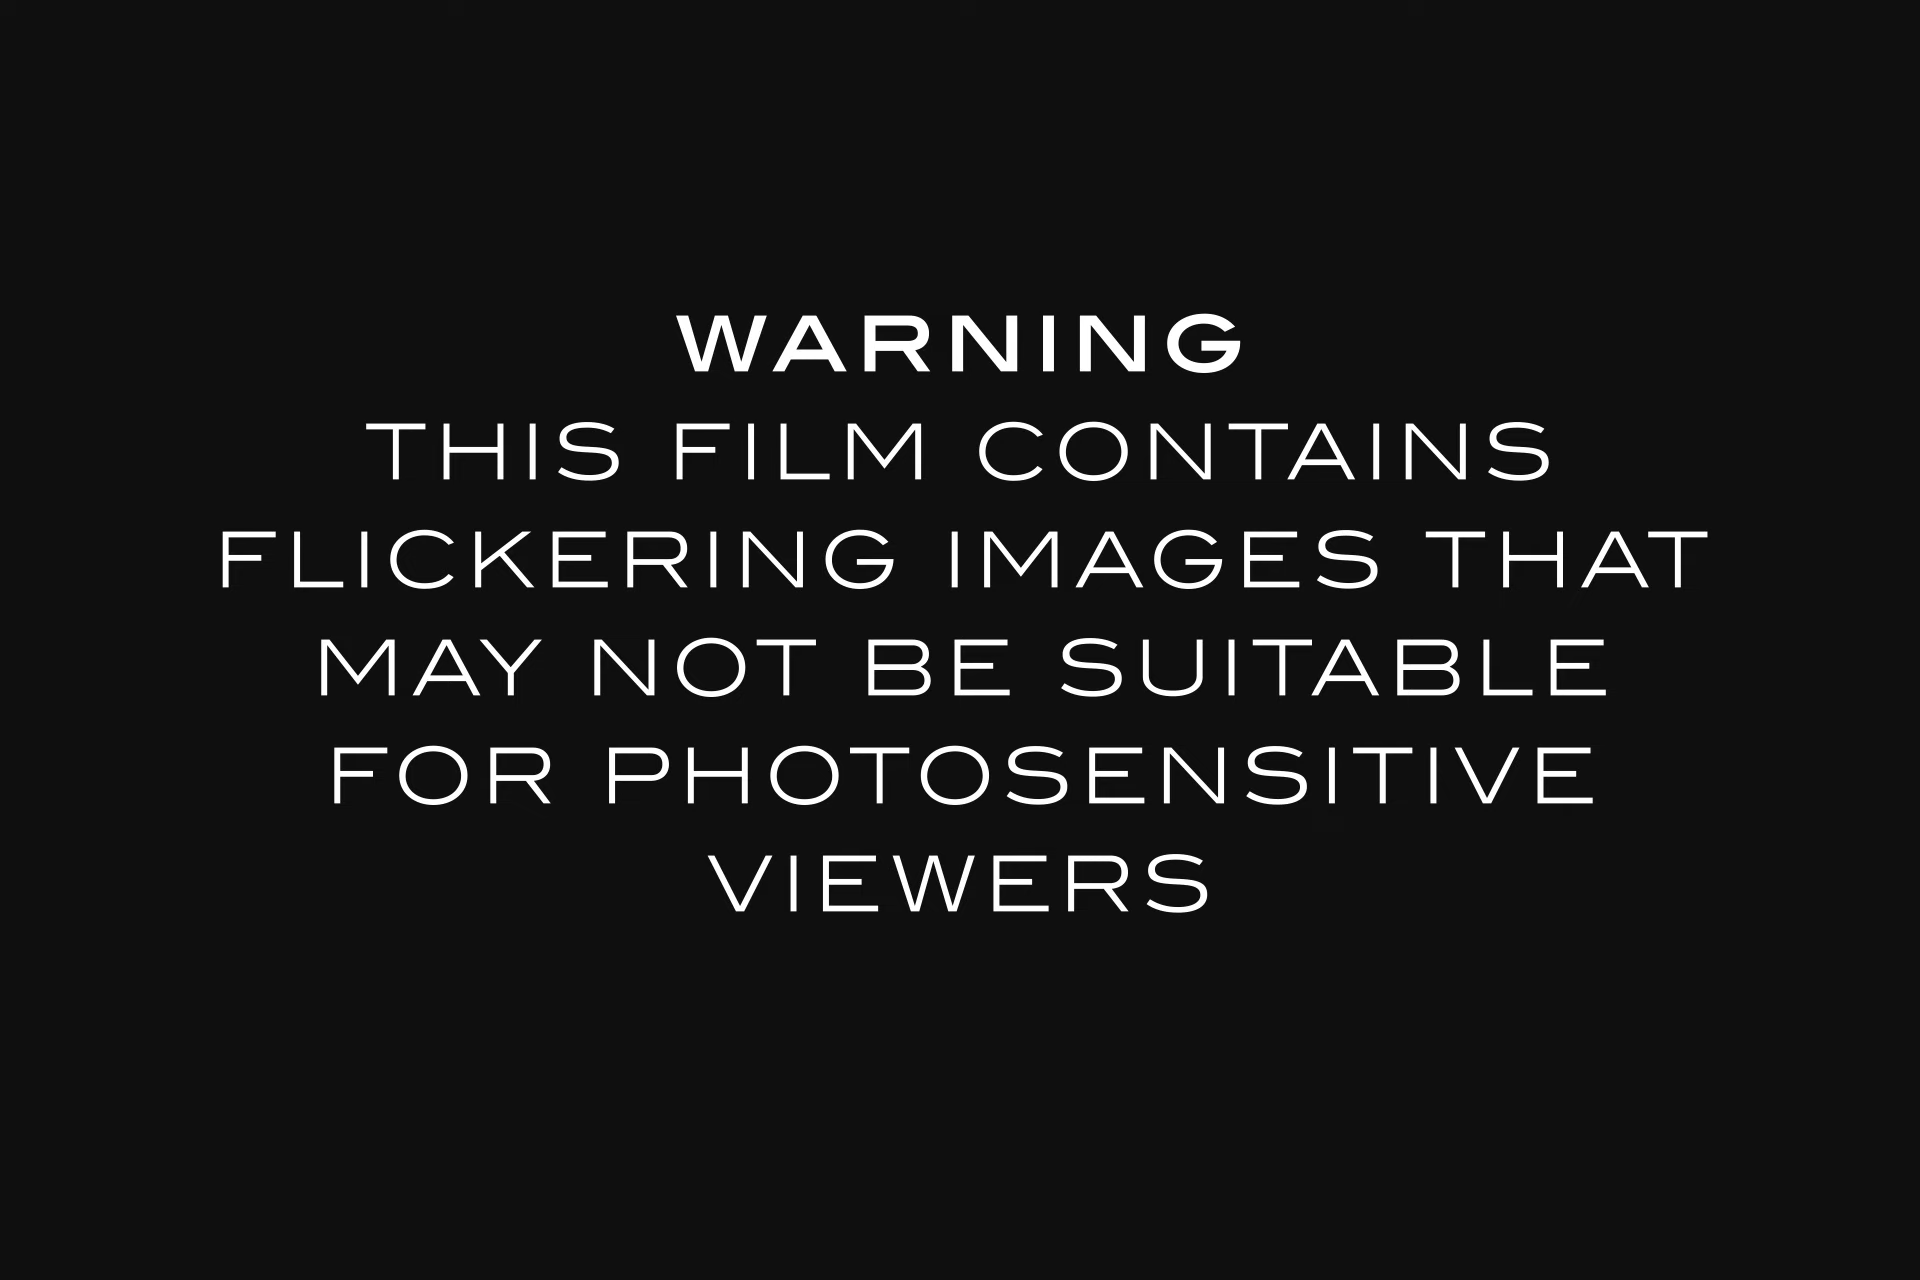 WARNING
THIS FILM CONTAINS
FLICKERING IMAGES THAT
MAY NOT BE SUITABLE
FOR PHOTOSENSITIVE
VIEWERS